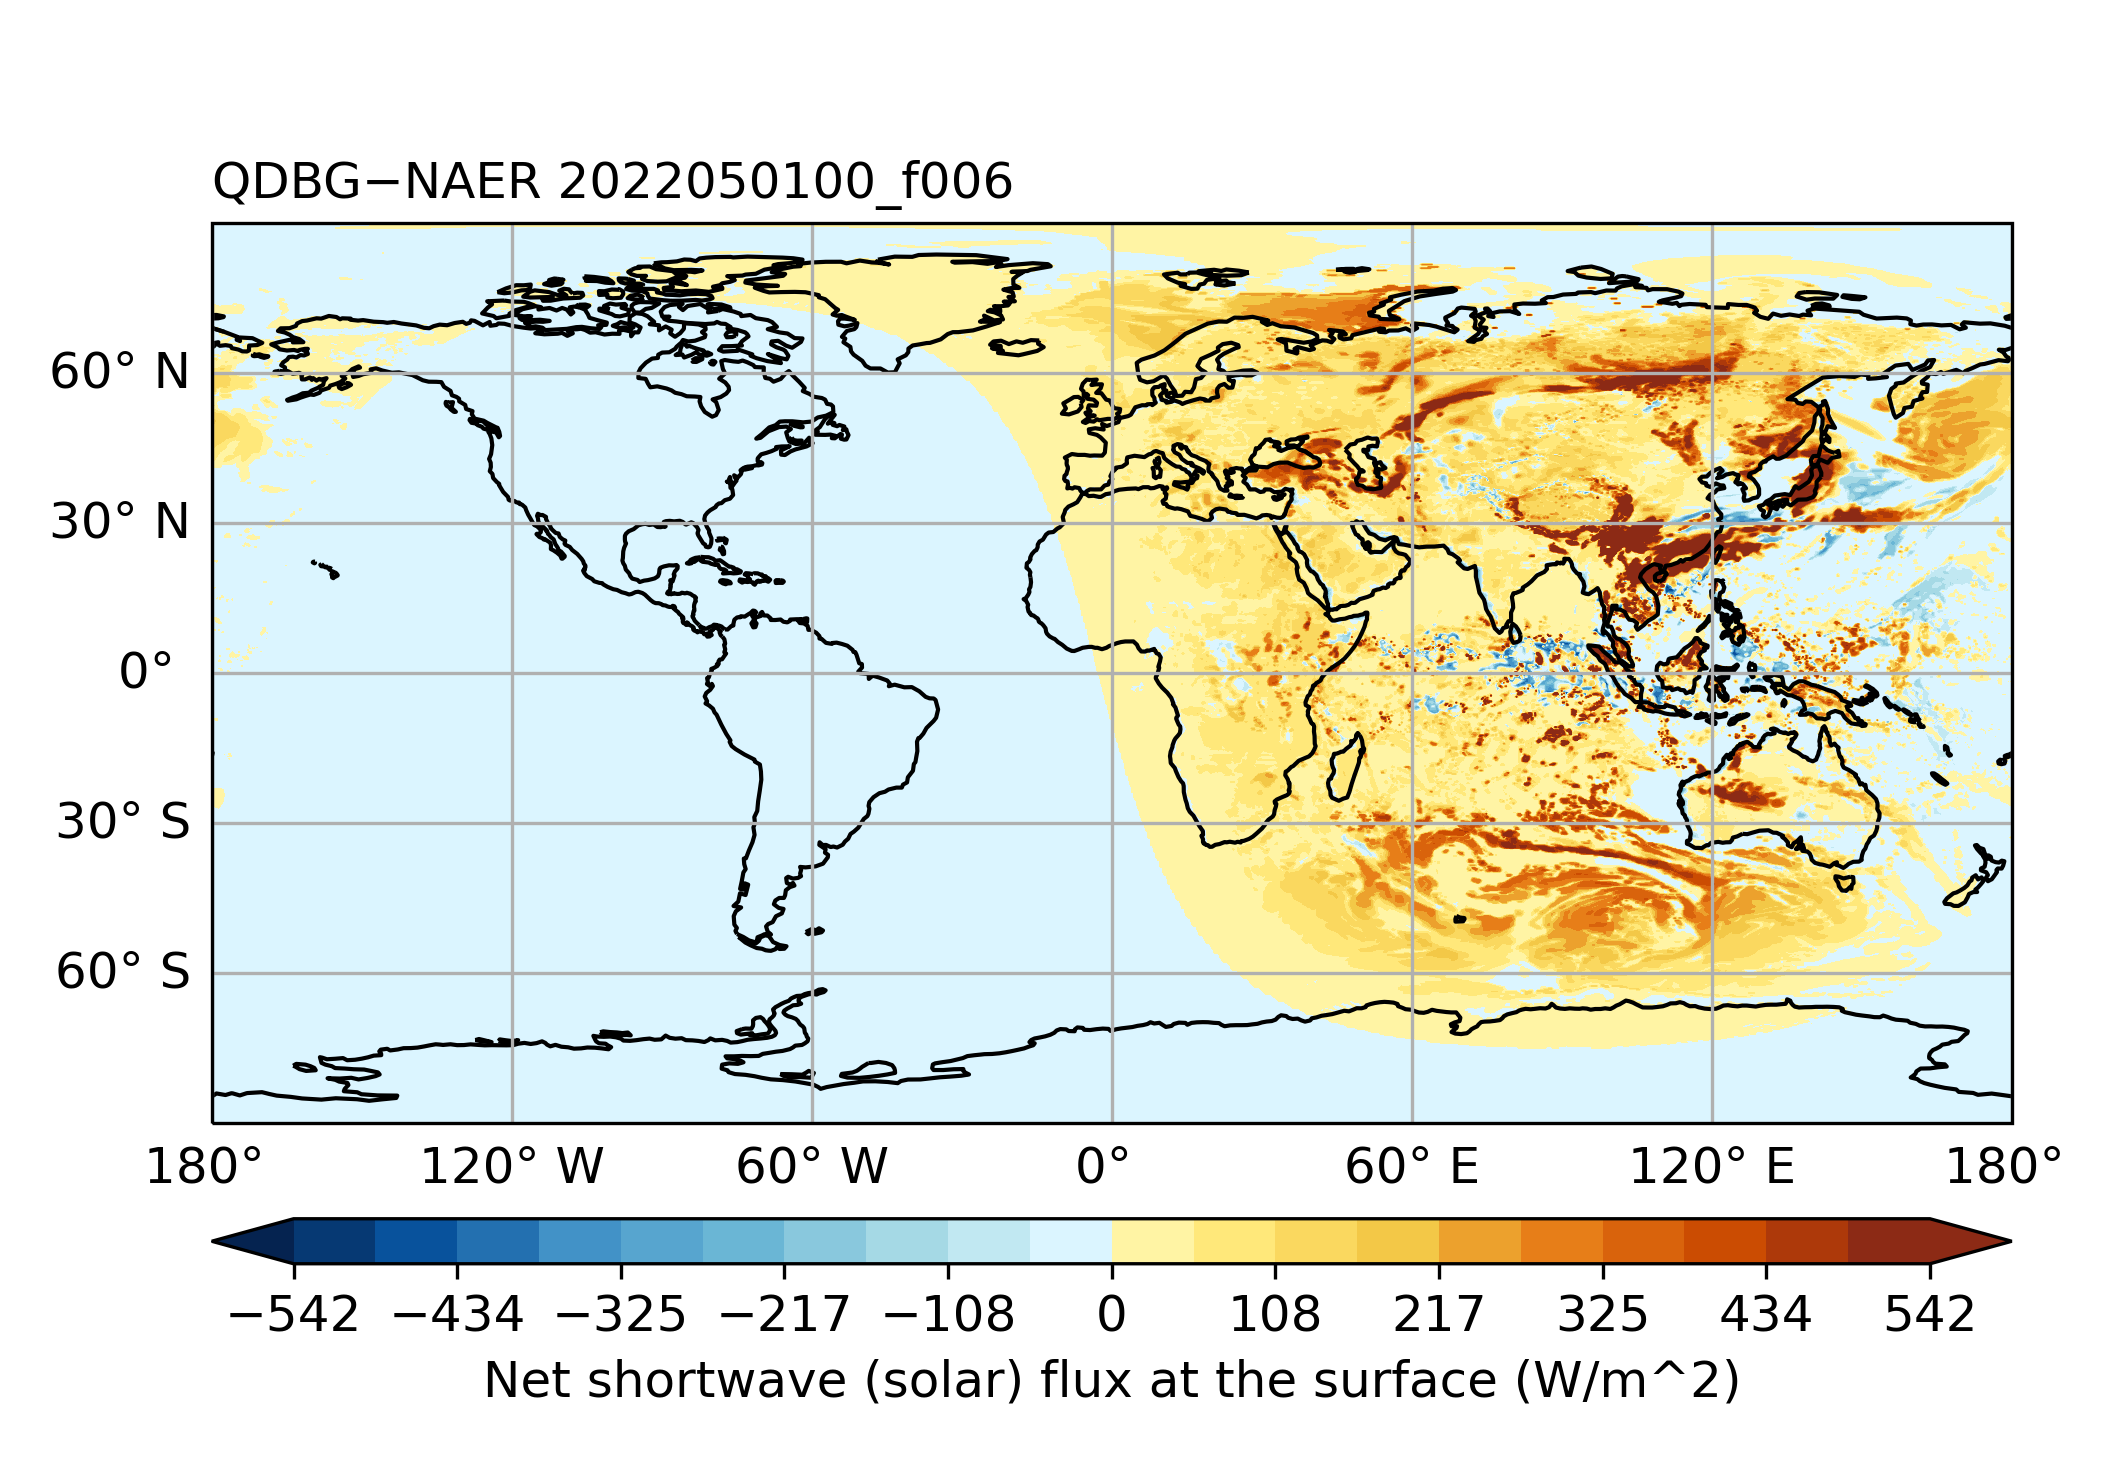 QDBG−NAER 2022050100_f006
60° N
30° N
0°
30° S
60° S
180° 120° W 60° W 0° 60° E 120° E 180°
−542 −434 −325 −217 −108 0 108 217 325 434 542
Net shortwave (solar) flux at the surface (W/m^2)